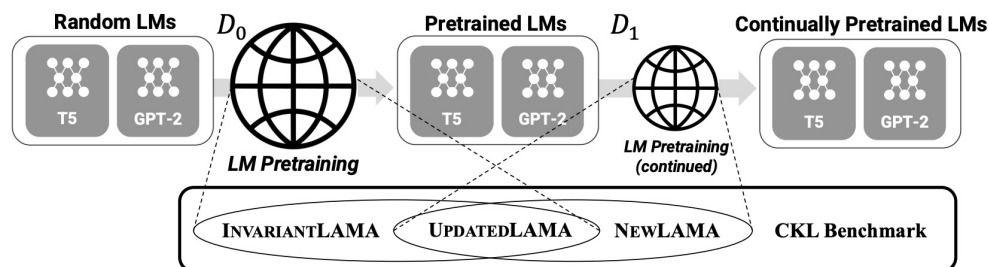 Random LMs
D₀
Pretrained LMs
D₁
Continually Pretrained LMs
T5
GPT-2
T5
GPT-2
T5
GPT-2
LM Pretraining
LM Pretraining
(continued)
INVARIANTLAMA
UPDATEDLAMA
NEWLAMA
CKL Benchmark